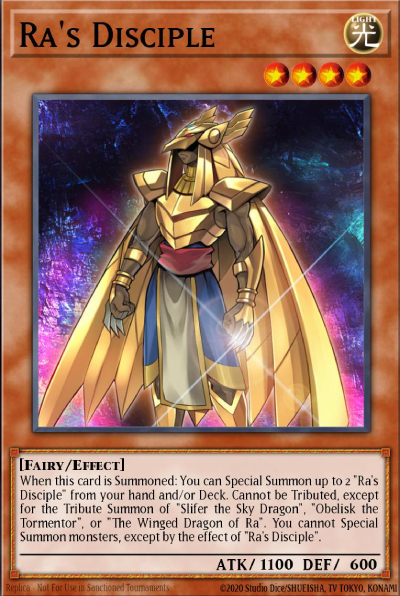 Ra's Disciple
LIGHT
光
[Fairy/Effect]
When this card is Summoned: You can Special Summon up to 2 "Ra's
Disciple" from your hand and/or Deck. Cannot be Tributed, except
for the Tribute Summon of "Slifer the Sky Dragon", "Obelisk the
Tormentor", or "The Winged Dragon of Ra". You cannot Special
Summon monsters, except by the effect of "Ra's Disciple".
ATK/ 1100 DEF/ 600
Replica - Not For Use in Sanctioned Tournaments
©2020 Studio Dice/SHUEISHA, TV TOKYO, KONAMI